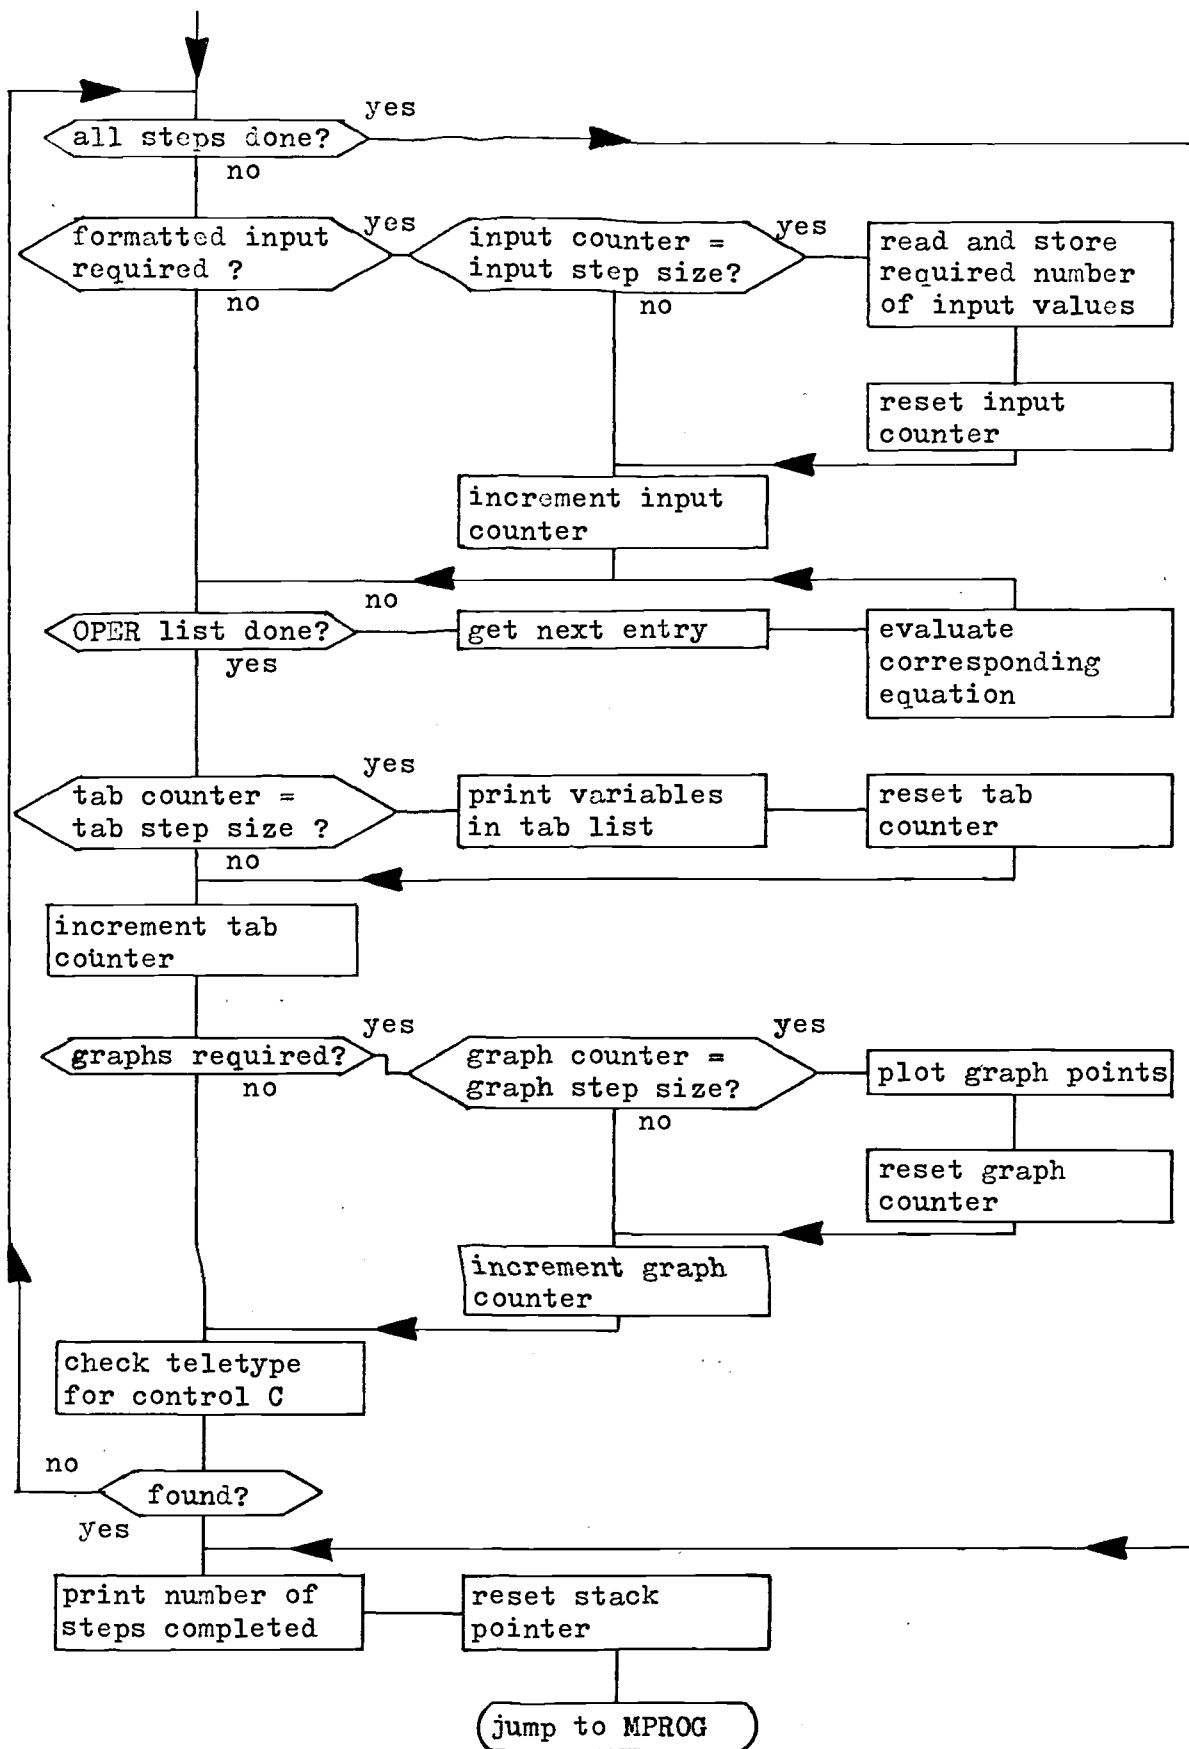 yes
all steps done?
no
formatted input
required ?
yes
no
input counter =
input step size?
yes
no
read and store
required number
of input values
reset input
counter
increment input
counter
no
OPER list done?
yes
get next entry
evaluate
corresponding
equation
yes
tab counter =
tab step size ?
no
print variables
in tab list
reset tab
counter
increment tab
counter
yes
graphs required?
no
graph counter =
graph step size?
yes
no
plot graph points
reset graph
counter
increment graph
counter
check teletype
for control C
no
found?
yes
print number of
steps completed
reset stack
pointer
jump to MPROG